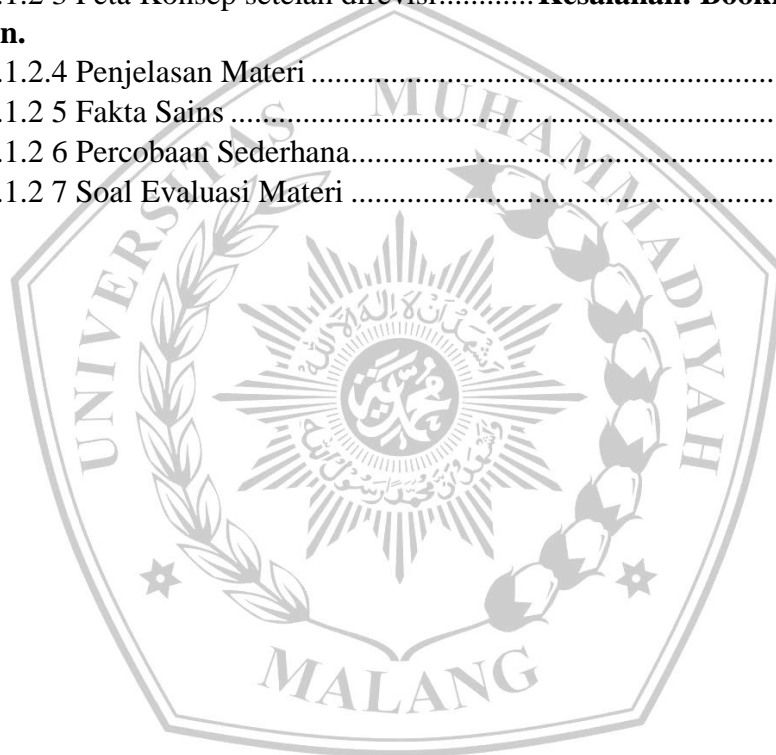 .1.2 3 Peta Konsep setelah direvisi............Kesalahan! Book
n.
.1.2.4 Penjelasan Materi ............................................................
.1.2 5 Fakta Sains .....................................................................
.1.2 6 Percobaan Sederhana......................................................
.1.2 7 Soal Evaluasi Materi .......................................................
UNIVERSITAS MUHAMMADIYAH
MALANG